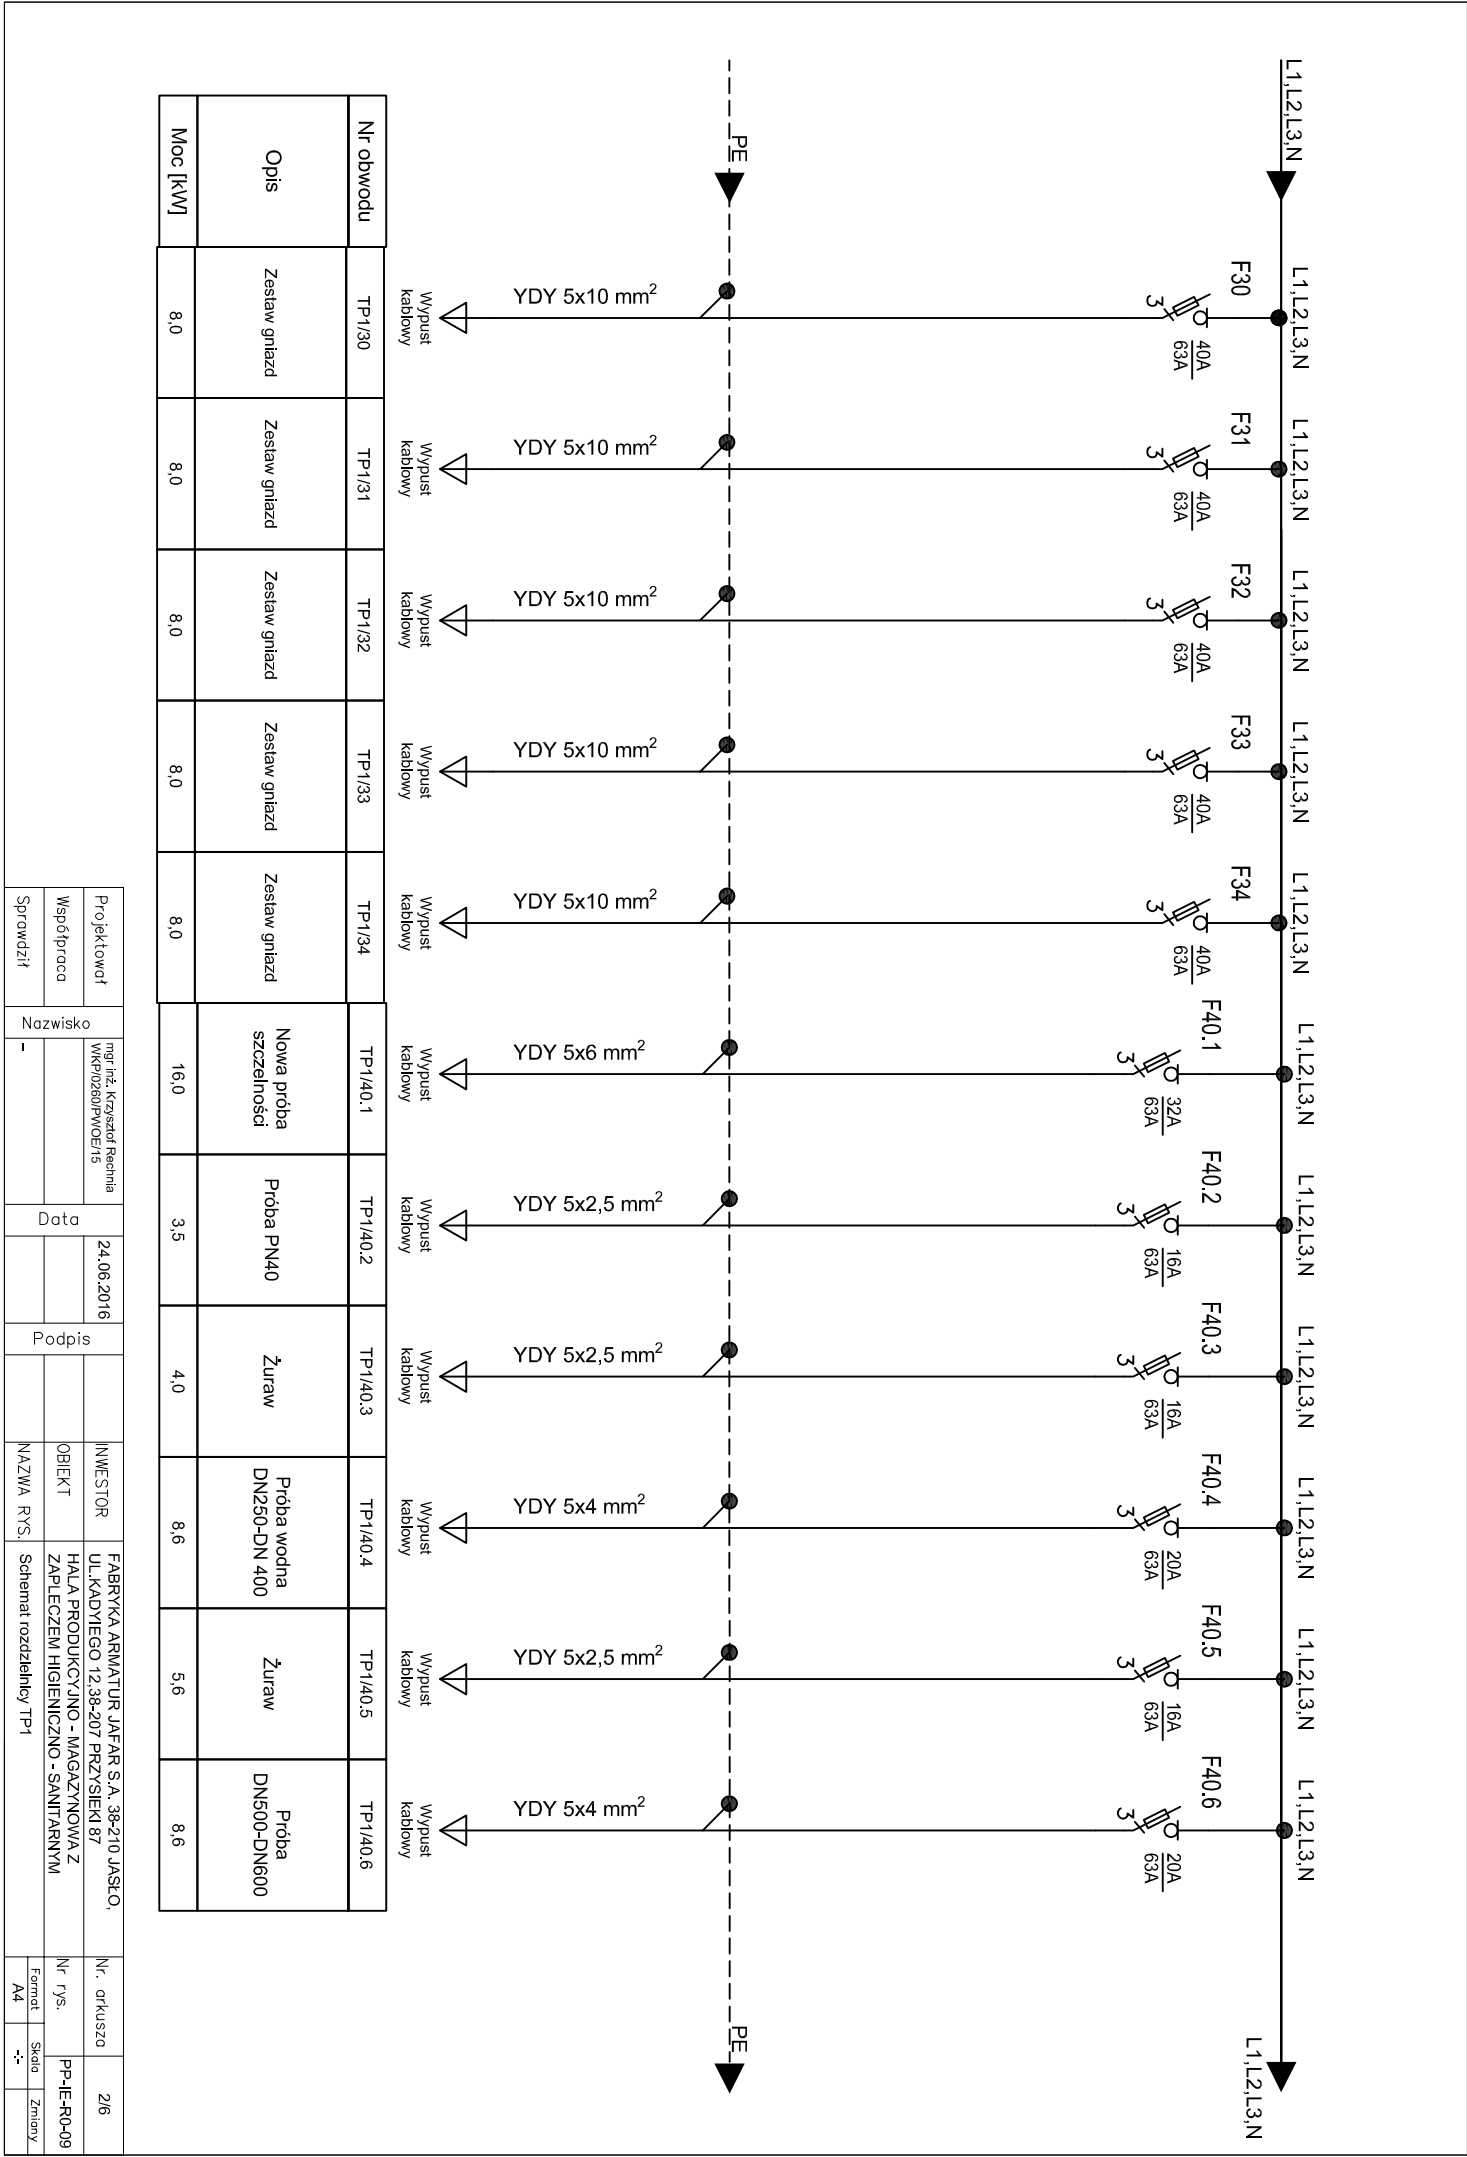 L1,L2,L3,N
L1,L2,L3,N
F30
3
40A
63A
YDY 5x10 mm²
Wypust
kablowy
L1,L2,L3,N
F31
3
40A
63A
YDY 5x10 mm²
Wypust
kablowy
L1,L2,L3,N
F32
3
40A
63A
YDY 5x10 mm²
Wypust
kablowy
L1,L2,L3,N
F33
3
40A
63A
YDY 5x10 mm²
Wypust
kablowy
L1,L2,L3,N
F34
3
40A
63A
YDY 5x10 mm²
Wypust
kablowy
L1,L2,L3,N
F40.1
3
32A
63A
YDY 5x6 mm²
Wypust
kablowy
L1,L2,L3,N
F40.2
3
16A
63A
YDY 5x2,5 mm²
Wypust
kablowy
L1,L2,L3,N
F40.3
3
16A
63A
YDY 5x2,5 mm²
Wypust
kablowy
L1,L2,L3,N
F40.4
3
20A
63A
YDY 5x4 mm²
Wypust
kablowy
L1,L2,L3,N
F40.5
3
16A
63A
YDY 5x2,5 mm²
Wypust
kablowy
L1,L2,L3,N
F40.6
3
20A
63A
YDY 5x4 mm²
Wypust
kablowy
L1,L2,L3,N
PE
PE
Nr obwodu
TP1/30
TP1/31
TP1/32
TP1/33
TP1/34
TP1/40.1
TP1/40.2
TP1/40.3
TP1/40.4
TP1/40.5
TP1/40.6
Opis
Zestaw gniazd
Zestaw gniazd
Zestaw gniazd
Zestaw gniazd
Zestaw gniazd
Nowa próba
szczelności
Próba PN40
Żuraw
Próba wodna
DN250-DN 400
Żuraw
Próba
DN500-DN600
Moc [kW]
8,0
8,0
8,0
8,0
8,0
16,0
3,5
4,0
8,6
5,6
8,6
Projektował
Współpraca
Sprawdził
Nazwisko
mgr inż. Krzysztof Rechnia
WKP/0260/PWOE/15
-
Data
24.06.2016
Podpis
INWESTOR
FABRYKA ARMATUR JAFAR S.A. 38-210 JASŁO,
UL.KADYIEGO 12,38-207 PRZYSIEKI 87
OBIEKT
HALA PRODUKCYJNO - MAGAZYNOWA Z
ZAPLECZEM HIGIENICZNO - SANITARNYM
NAZWA RYS.
Schemat rozdzielnicy TP1
Nr. arkusza
2/6
Nr rys.
PP-IE-R0-09
Format
A4
Skala
-:-
Zmiany